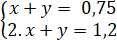 x + y = 0,75
2. x + y = 1,2